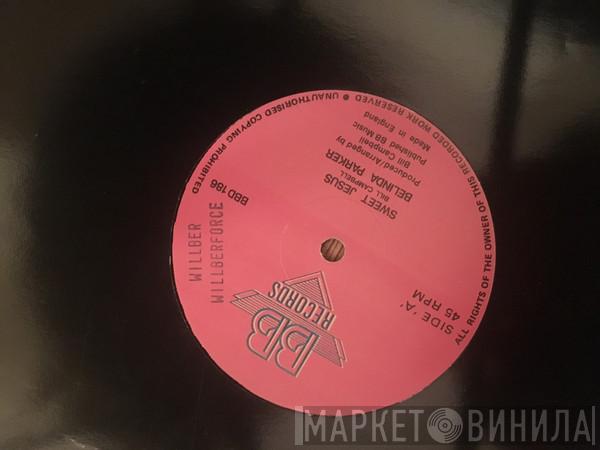 BB
RECORDS
WILLBER
WILLBERFORCE
SIDE 'A'
45 RPM
BBD 186
SWEET JESUS
BILL CAMPBELL
BELINDA PARKER
Produced/Arranged by
Bill Campbell
Published BB Music
Made in England
ALL RIGHTS OF THE OWNER OF THIS RECORDED WORK RESERVED ● UNAUTHORISED COPYING PROHIBITED
МАРКЕТ ВИНИЛА